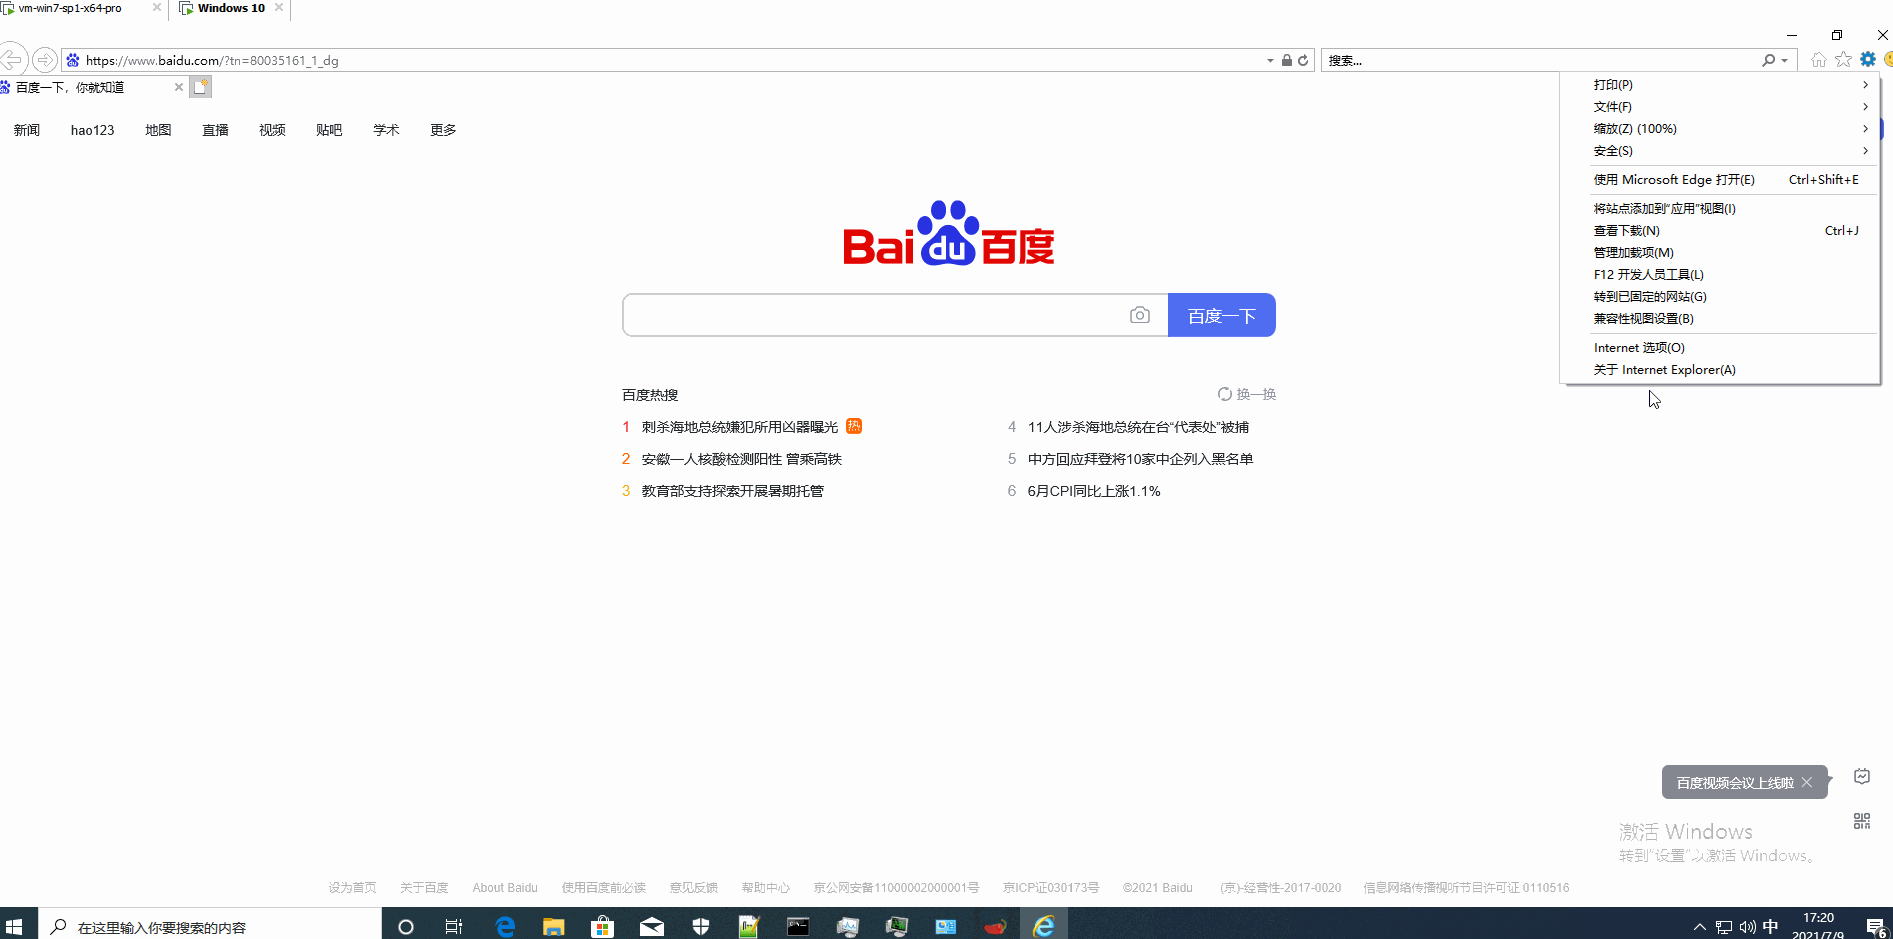 vm-win7-sp1-x64-pro
Windows 10
https://www.baidu.com/?tn=80035161_1_dg
搜索...
百度一下，你就知道
新闻 hao123 地图 直播 视频 贴吧 学术 更多
打印(P)
文件(F)
缩放(Z) (100%)
安全(S)
使用 Microsoft Edge 打开(E) Ctrl+Shift+E
将站点添加到“应用”视图(I)
查看下载(N) Ctrl+J
管理加载项(M)
F12 开发人员工具(L)
转到已固定的网站(G)
兼容性视图设置(B)
Internet 选项(O)
关于 Internet Explorer(A)
Bai du 百度
百度一下
百度热搜
换一换
1 刺杀海地总统嫌犯所用凶器曝光 热
2 安徽一人核酸检测阳性 曾乘高铁
3 教育部支持探索开展暑期托管
4 11人涉杀海地总统在台“代表处”被捕
5 中方回应拜登将10家中企列入黑名单
6 6月CPI同比上涨1.1%
百度视频会议上线啦
激活 Windows
转到“设置”以激活 Windows。
设为首页 关于百度 About Baidu 使用百度前必读 意见反馈 帮助中心 京公网安备11000002000001号 京ICP证030173号 ©2021 Baidu (京)-经营性-2017-0020 信息网络传播视听节目许可证 0110516
在这里输入你要搜索的内容
中
17:20
2021/7/9
6